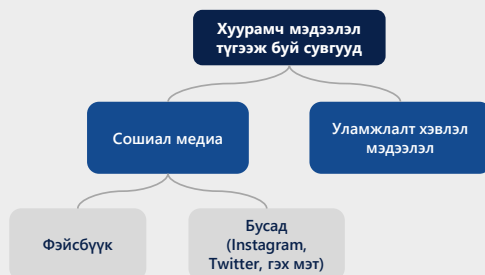 Хуурамч мэдээлэл
түгээж буй сувгууд
Сошиал медиа
Уламжлалт хэвлэл
мэдээлэл
Фэйсбүүк
Бусад
(Instagram,
Twitter, гэх мэт)